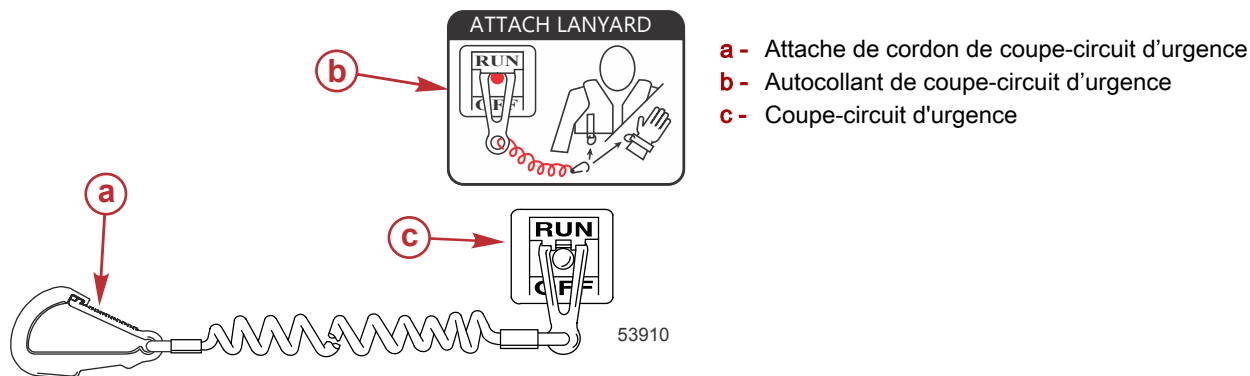 ATTACH LANYARD
RUN
OFF
b
a
c
RUN
OFF
53910
a - Attache de cordon de coupe-circuit d’urgence
b - Autocollant de coupe-circuit d’urgence
c - Coupe-circuit d'urgence